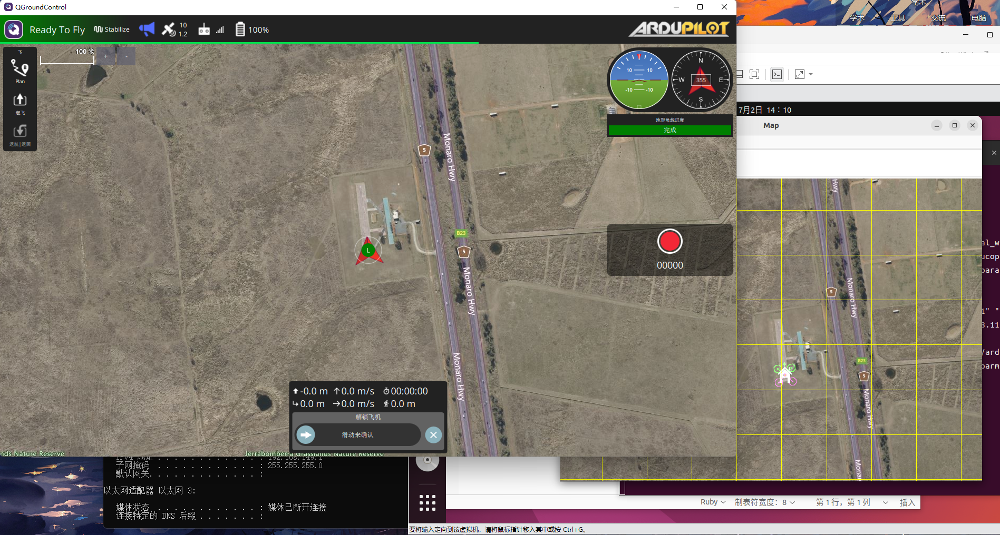 QGroundControl
Ready To Fly
Stabilize
10
1.2
100%
ARDUPILOT
飞
Plan
起飞
返航|返回
100 米
+
-
10 10
-10 -10
N
W 355 E
S
地形负载进度
完成
00000
5
Monaro Hwy
B23
5
Monaro Hwy
Monaro Hwy
L
-0.0 m 0.0 m/s 00:00:00
0.0 m 0.0 m/s 0.0 m
解锁飞机
滑动来确认
nds Nature Reserve
Jerrabomberra Grasslands Nature Reserve
学术
学术
工具
交流
电脑
7月2日 14：10
Map
Hwy
5
Monaro Hwy
B23
5
Monaro Hwy
Monar
al_w
ucop
para
1" "
3.11
/ard
parm
IPv4 地址 . . . . . . . . . . . . : 192.168.149.1
子网掩码 . . . . . . . . . . . . : 255.255.255.0
默认网关. . . . . . . . . . . . . :
以太网适配器 以太网 3:
媒体状态 . . . . . . . . . . . . : 媒体已断开连接
连接特定的 DNS 后缀 . . . . . . . :
Ruby 制表符宽度：8 第 1 行，第 1 列 插入
要将输入定向到该虚拟机，请将鼠标指针移入其中或按 Ctrl+G。